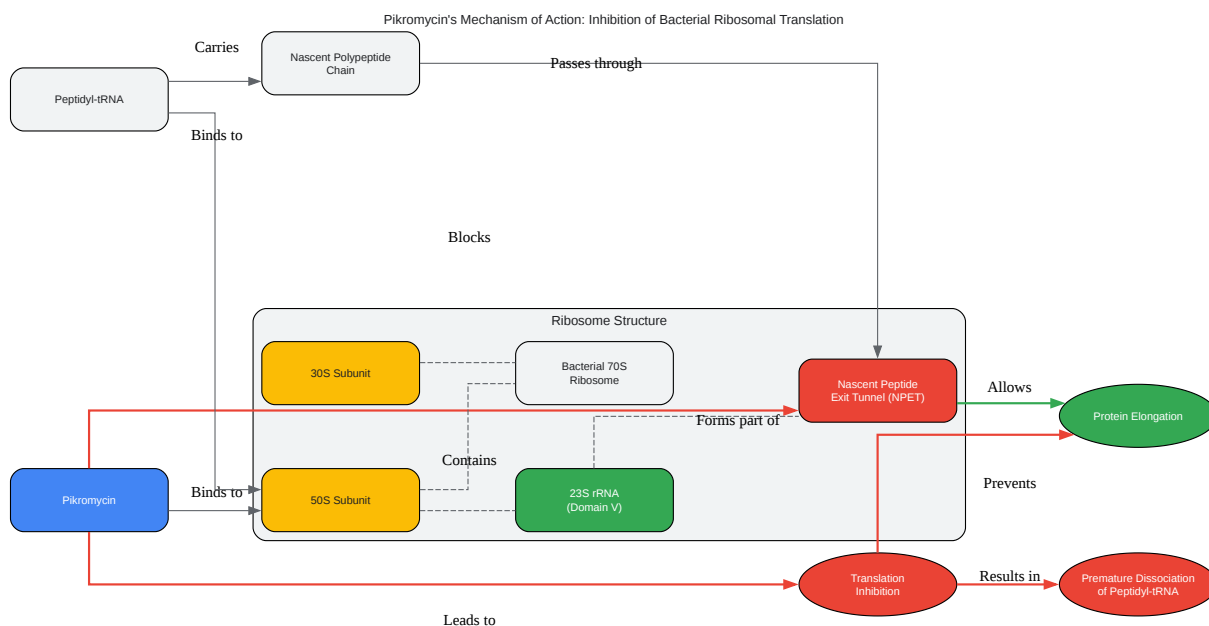 Pikromycin's Mechanism of Action: Inhibition of Bacterial Ribosomal Translation
Carries
Nascent Polypeptide
Chain
Passes through
Peptidyl-tRNA
Binds to
Blocks
Ribosome Structure
30S Subunit
Bacterial 70S
Ribosome
Nascent Peptide
Exit Tunnel (NPET)
Allows
Protein Elongation
Forms part of
Contains
Pikromycin
Binds to
50S Subunit
23S rRNA
(Domain V)
Prevents
Translation
Inhibition
Results in
Premature Dissociation
of Peptidyl-tRNA
Leads to